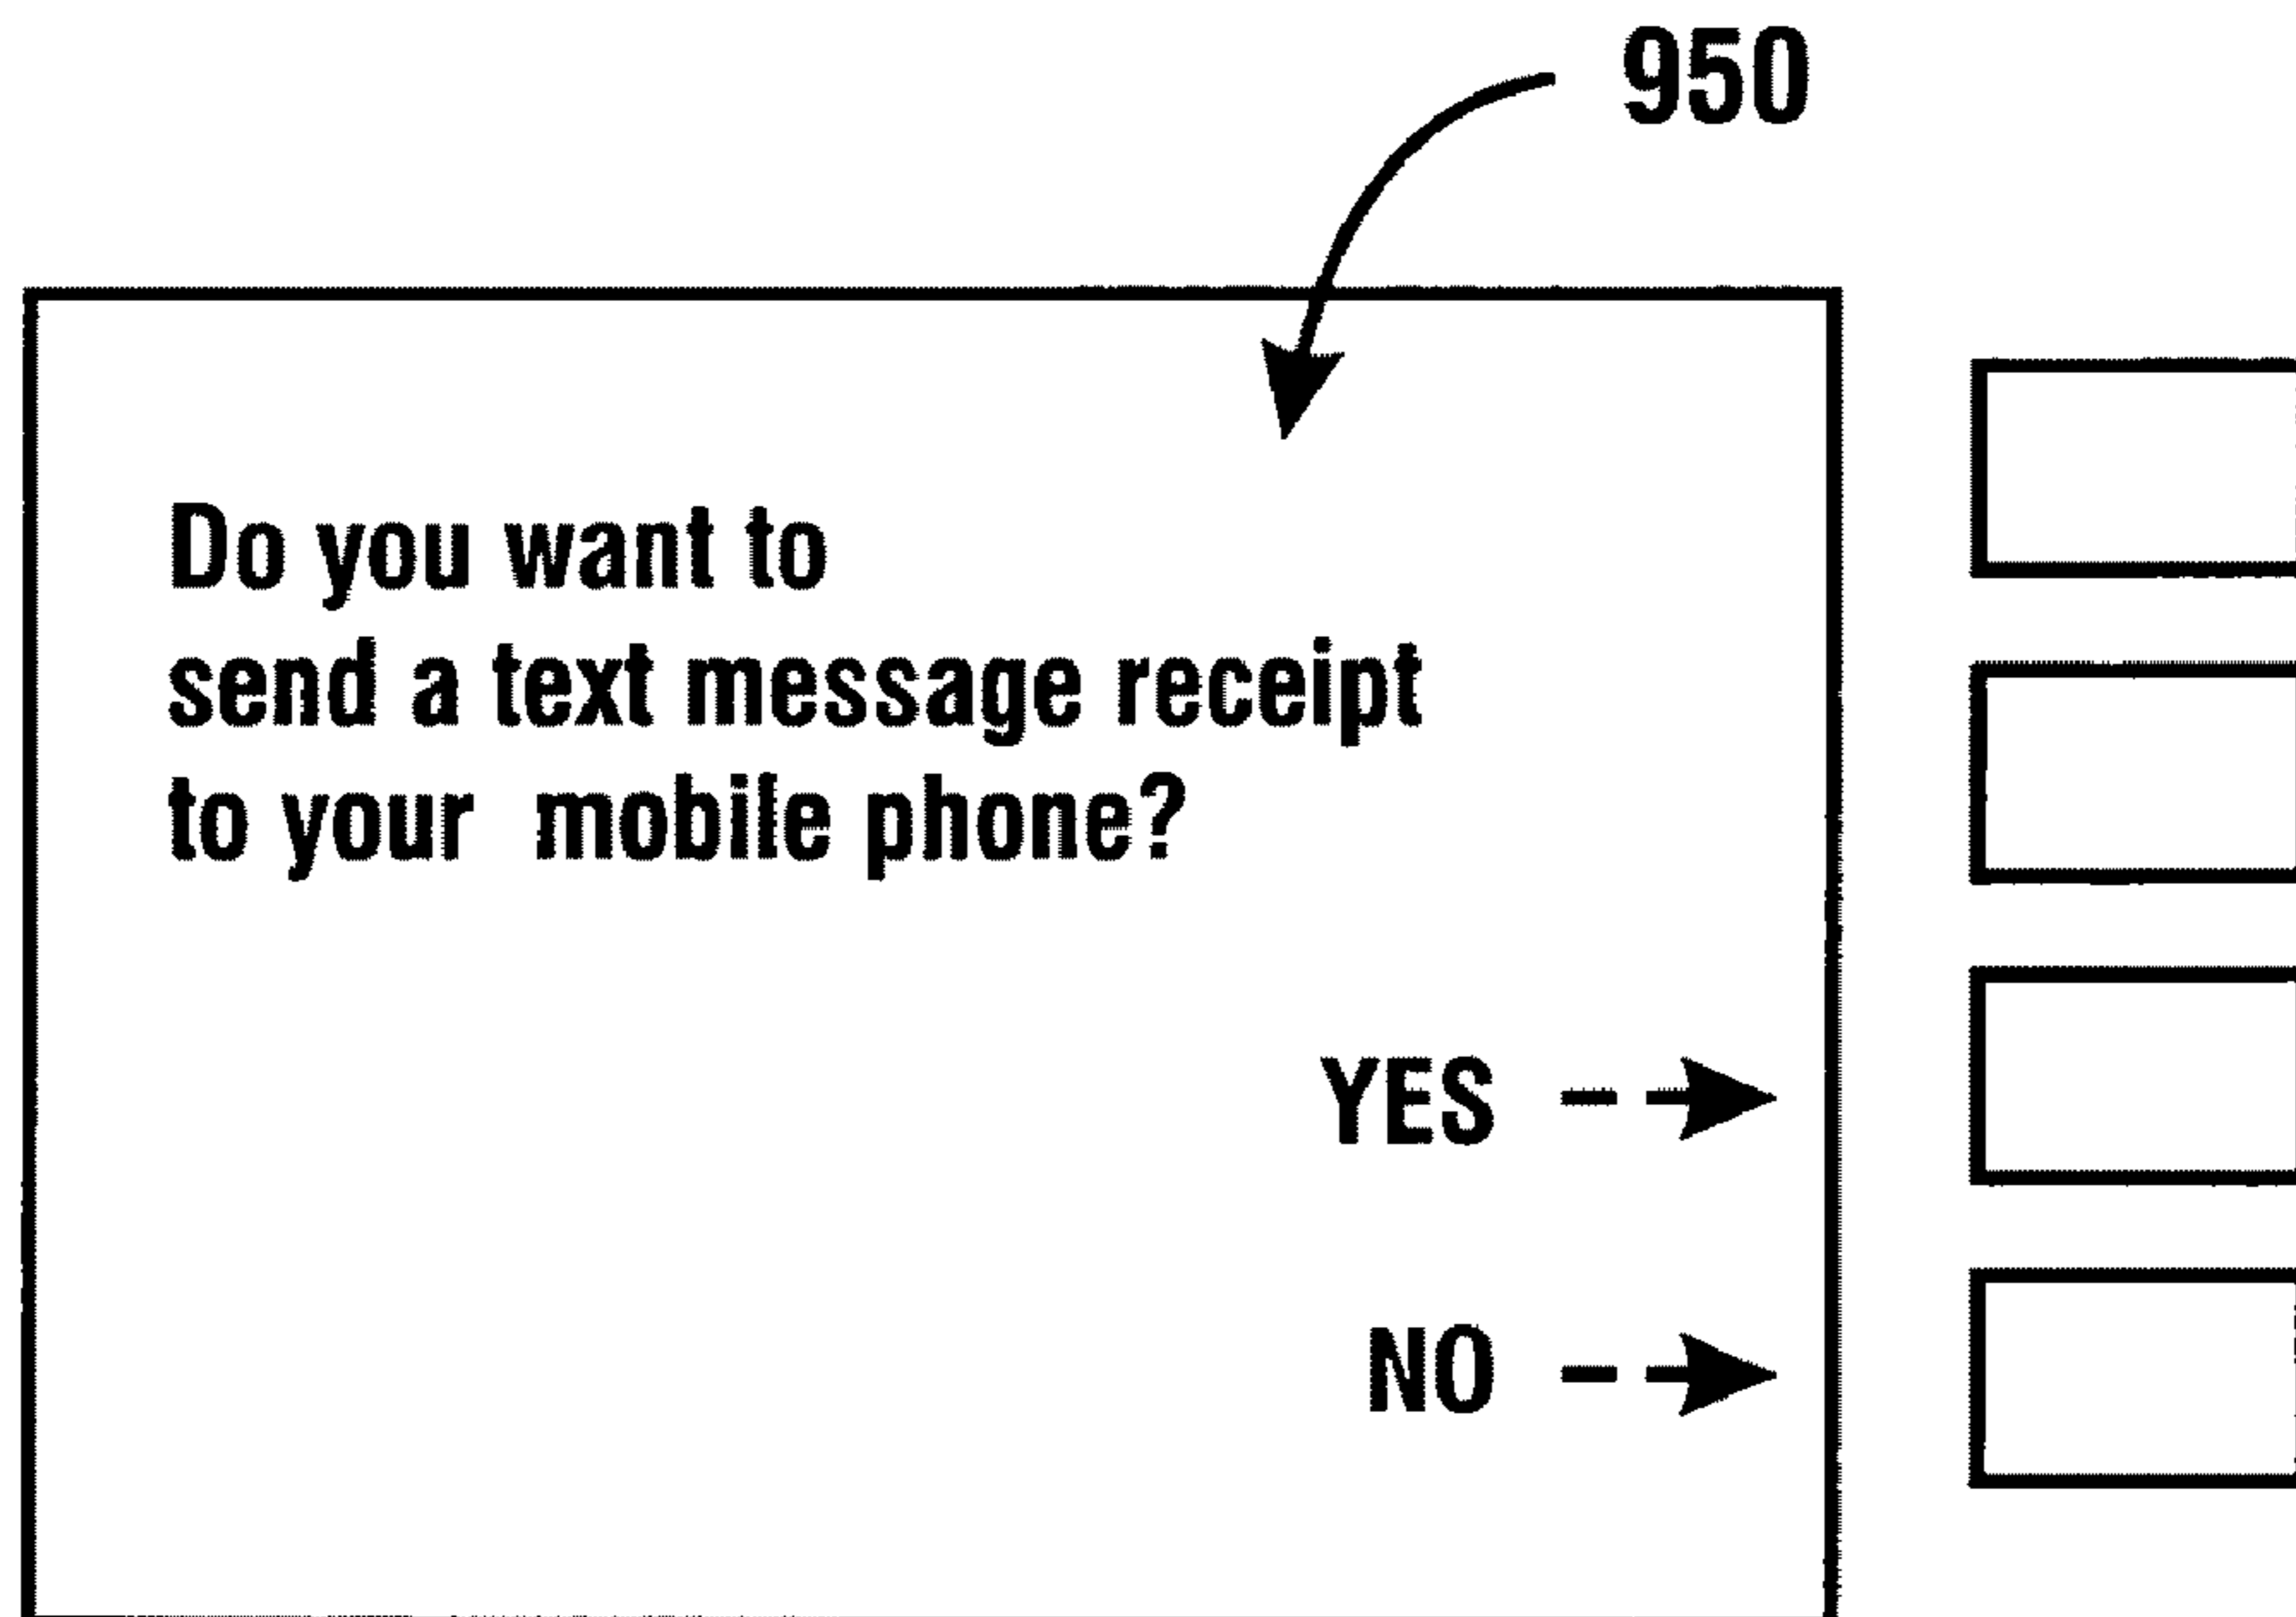 950
Do you want to
send a text message receipt
to your mobile phone?
YES
NO